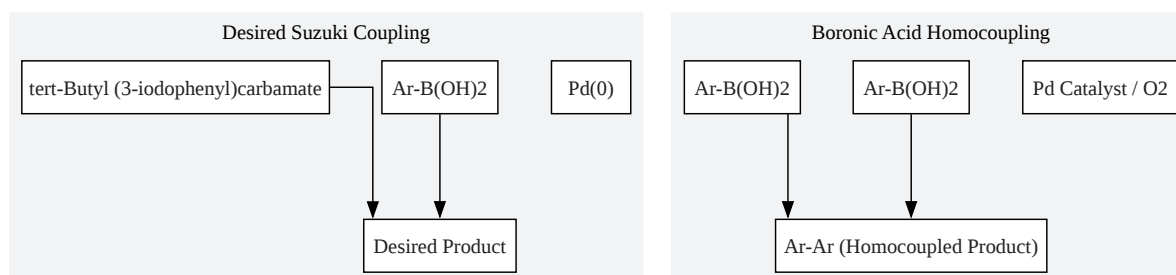 Desired Suzuki Coupling
tert-Butyl (3-iodophenyl)carbamate
Ar-B(OH)2
Pd(0)
Desired Product
Boronic Acid Homocoupling
Ar-B(OH)2
Ar-B(OH)2
Pd Catalyst / O2
Ar-Ar (Homocoupled Product)